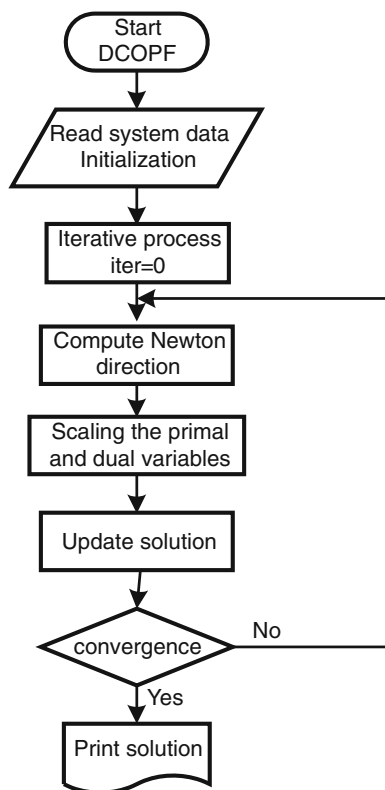 Start
DCOPF
Read system data
Initialization
Iterative process
iter=0
Compute Newton
direction
Scaling the primal
and dual variables
Update solution
convergence
No
Yes
Print solution